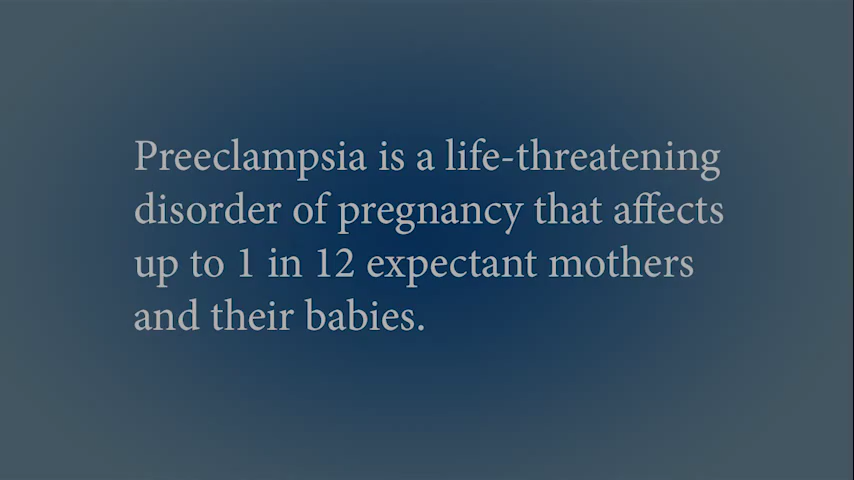 Preeclampsia is a life-threatening
disorder of pregnancy that affects
up to 1 in 12 expectant mothers
and their babies.